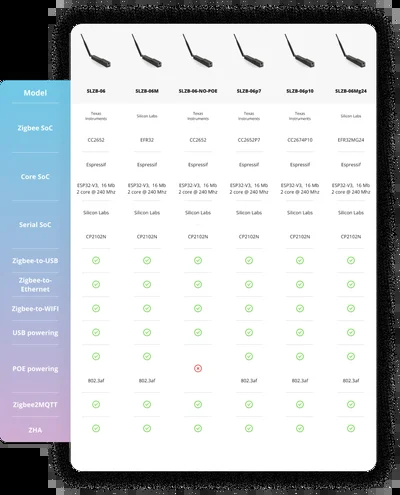 Model SLZB-06 SLZB-06M SLZB-06-NO-POE SLZB-06p7 SLZB-06p10 SLZB-06Mg24
Texas Instruments Silicon Labs Texas Instruments Texas Instruments Texas Instruments Silicon Labs
Zigbee SoC
CC2652 EFR32 CC2652 CC2652P7 CC2674P10 EFR32MG24
Espressif Espressif Espressif Espressif Espressif Espressif
Core SoC
ESP32-V3, 16 Mb ESP32-V3, 16 Mb ESP32-V3, 16 Mb ESP32-V3, 16 Mb ESP32-V3, 16 Mb ESP32-V3, 16 Mb
2 core @ 240 Mhz 2 core @ 240 Mhz 2 core @ 240 Mhz 2 core @ 240 Mhz 2 core @ 240 Mhz 2 core @ 240 Mhz
Silicon Labs Silicon Labs Silicon Labs Silicon Labs Silicon Labs Silicon Labs
Serial SoC
CP2102N CP2102N CP2102N CP2102N CP2102N CP2102N
Zigbee-to-USB
Zigbee-to-
Ethernet
Zigbee-to-WIFI
USB powering
POE powering
802.3af 802.3af 802.3af 802.3af 802.3af
Zigbee2MQTT
ZHA